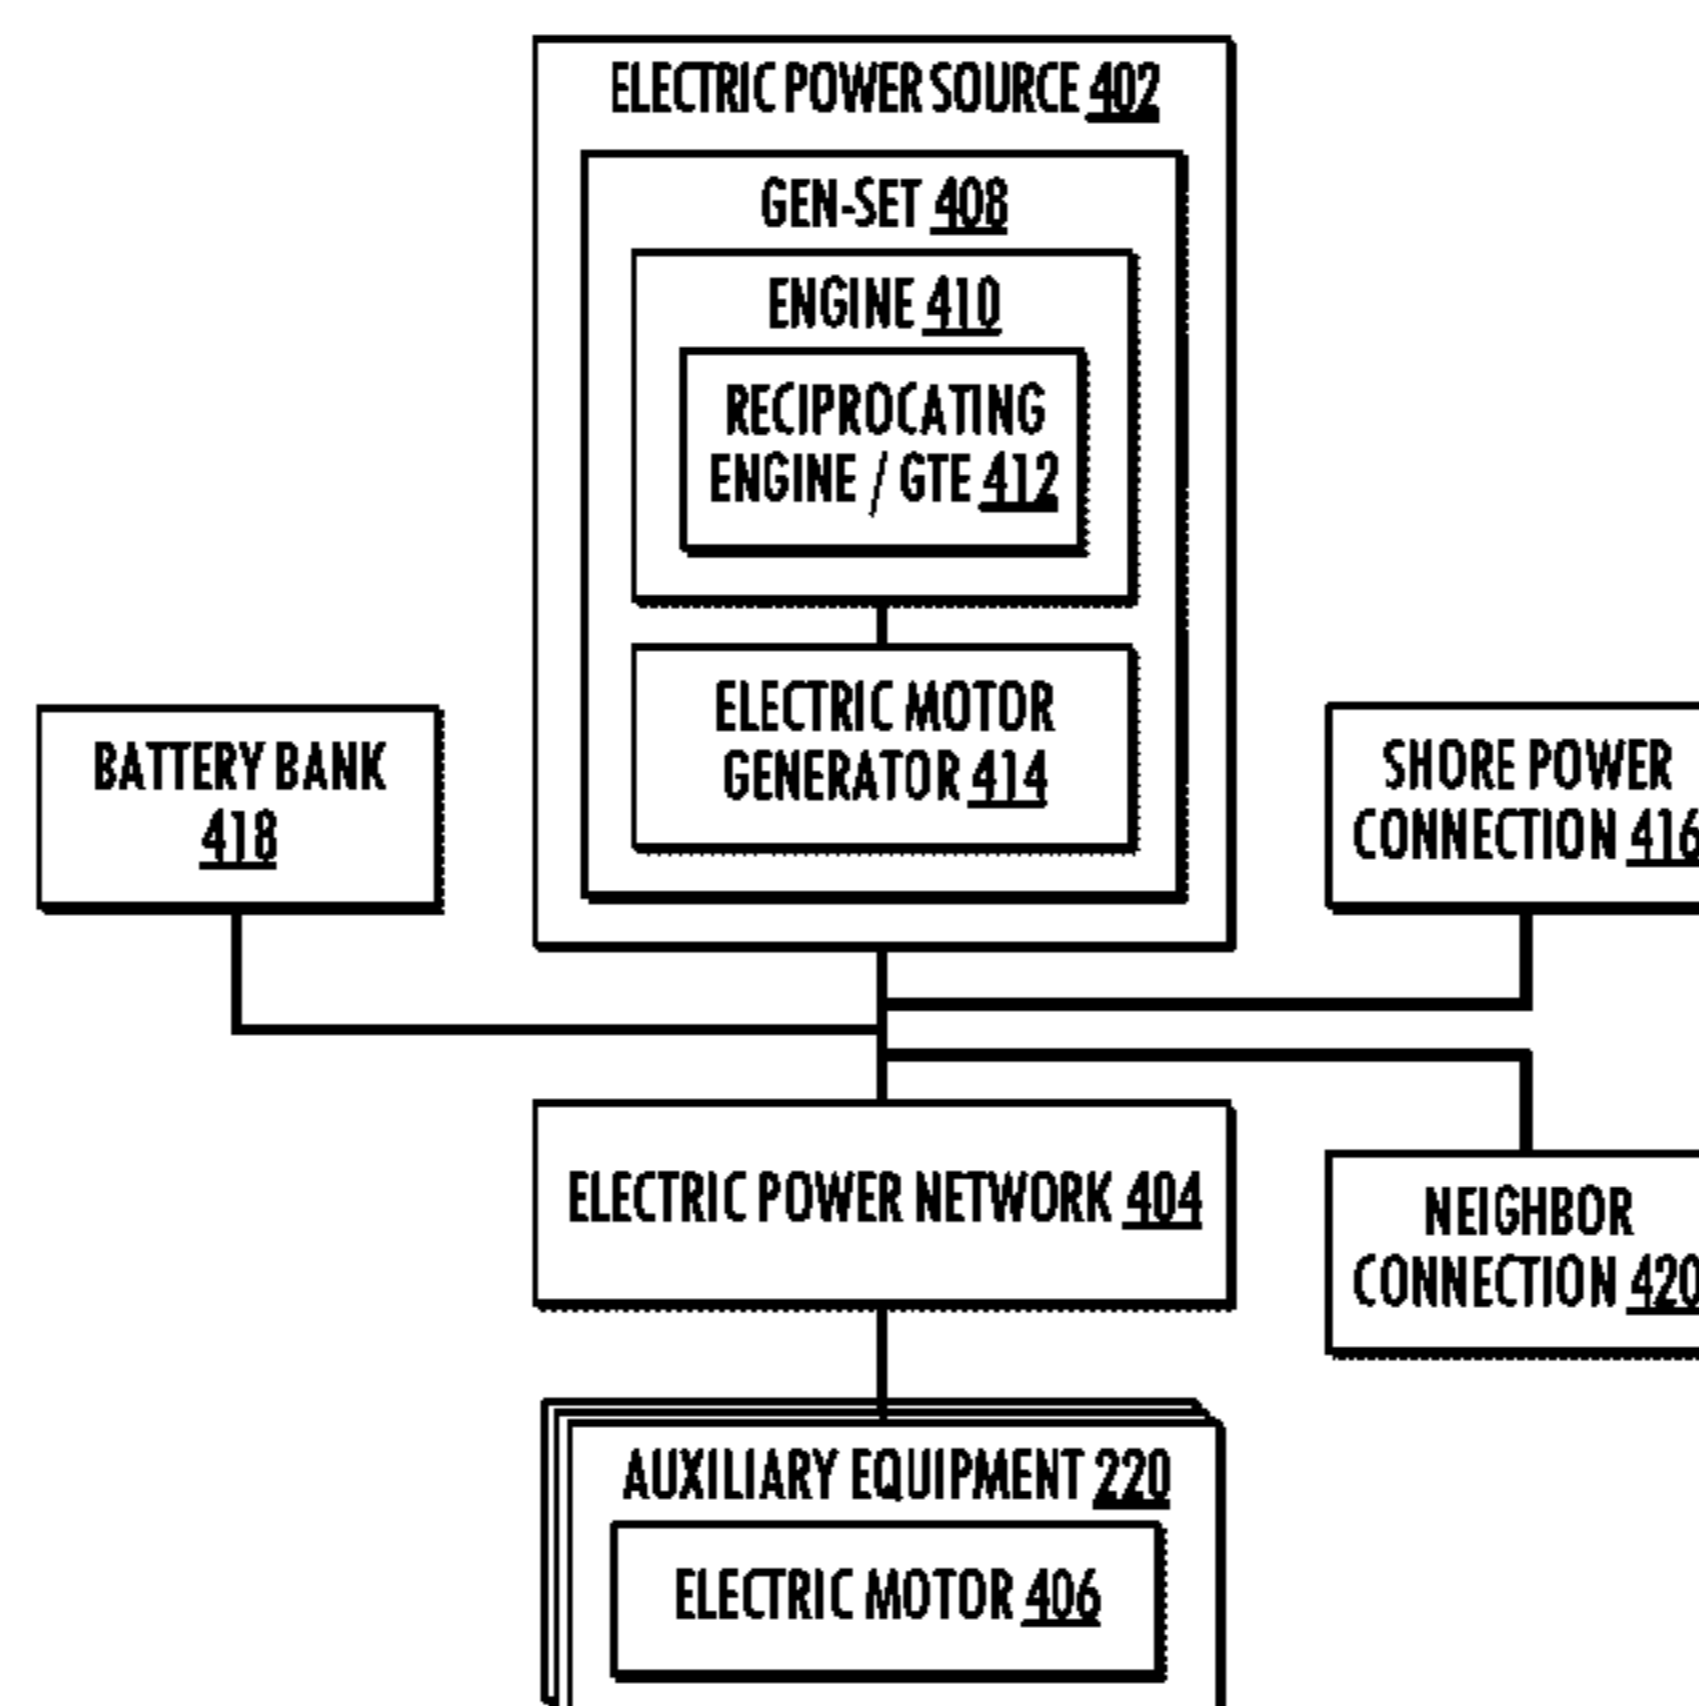 ELECTRIC POWER SOURCE 402
GEN-SET 408
ENGINE 410
RECIPROCATING
ENGINE / GTE 412
ELECTRIC MOTOR
GENERATOR 414
BATTERY BANK
418
SHORE POWER
CONNECTION 416
ELECTRIC POWER NETWORK 404
NEIGHBOR
CONNECTION 420
AUXILIARY EQUIPMENT 220
ELECTRIC MOTOR 406